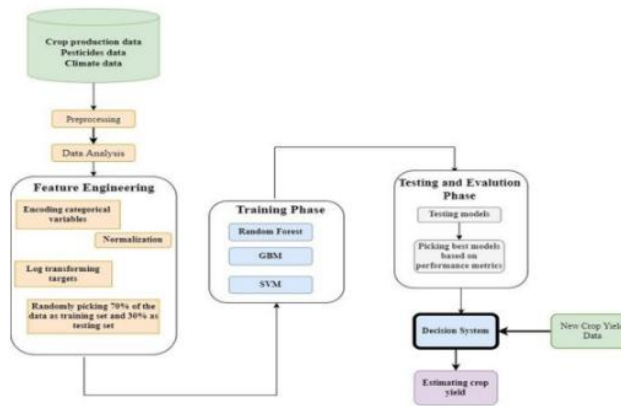 Crop production data
Pesticides data
Climate data
Preprocessing
Data Analysis
Feature Engineering
Encoding categorical
variables
Normalization
Log transforming
targets
Randomly picking 70% of the
data as training set and 30% as
testing set
Training Phase
Random Forest
GBM
SVM
Testing and Evalution
Phase
Testing models
Picking best models
based on
performance metrics
Decision System
New Crop Yield
Data
Estimating crop
yield